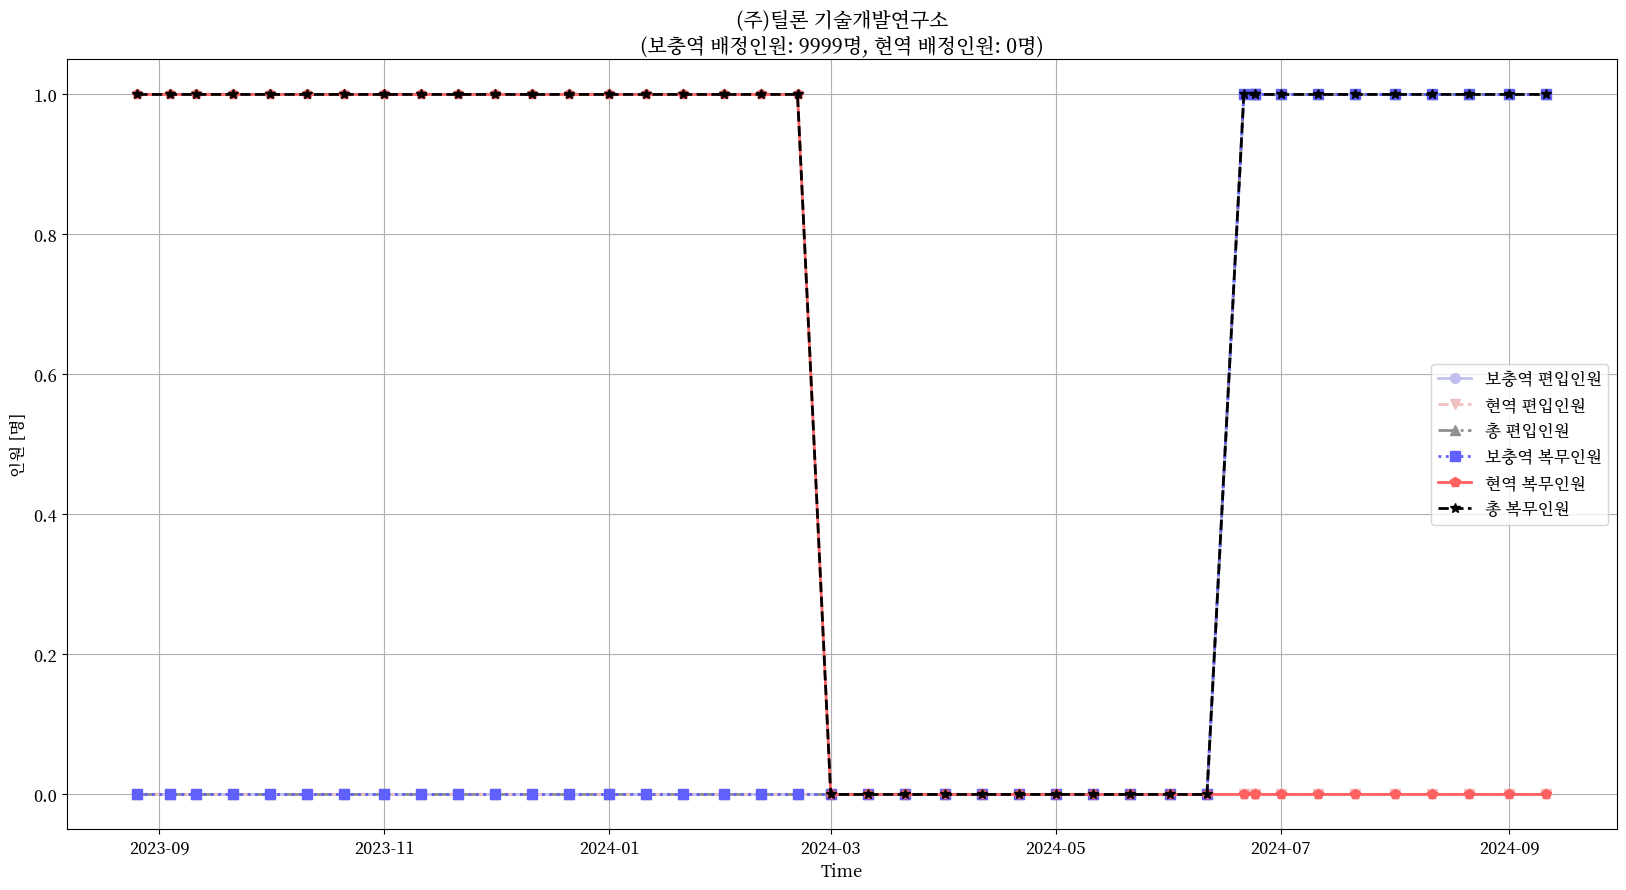 (주)틸론 기술개발연구소
(보충역 배정인원: 9999명, 현역 배정인원: 0명)
1.0
0.8
0.6
0.4
0.2
0.0
인원 [명]
보충역 편입인원
현역 편입인원
총 편입인원
보충역 복무인원
현역 복무인원
총 복무인원
2023-09
2023-11
2024-01
2024-03
2024-05
2024-07
2024-09
Time